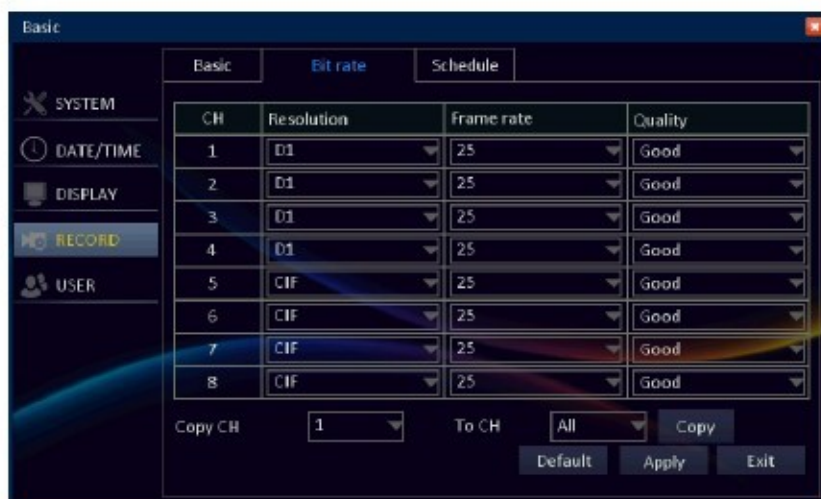 Basic
Basic Bit rate Schedule
SYSTEM
DATE/TIME
DISPLAY
RECORD
USER
CH Resolution Frame rate Quality
1 D1 25 Good
2 D1 25 Good
3 D1 25 Good
4 D1 25 Good
5 CIF 25 Good
6 CIF 25 Good
7 CIF 25 Good
8 CIF 25 Good
Copy CH 1 To CH All Copy
Default Apply Exit